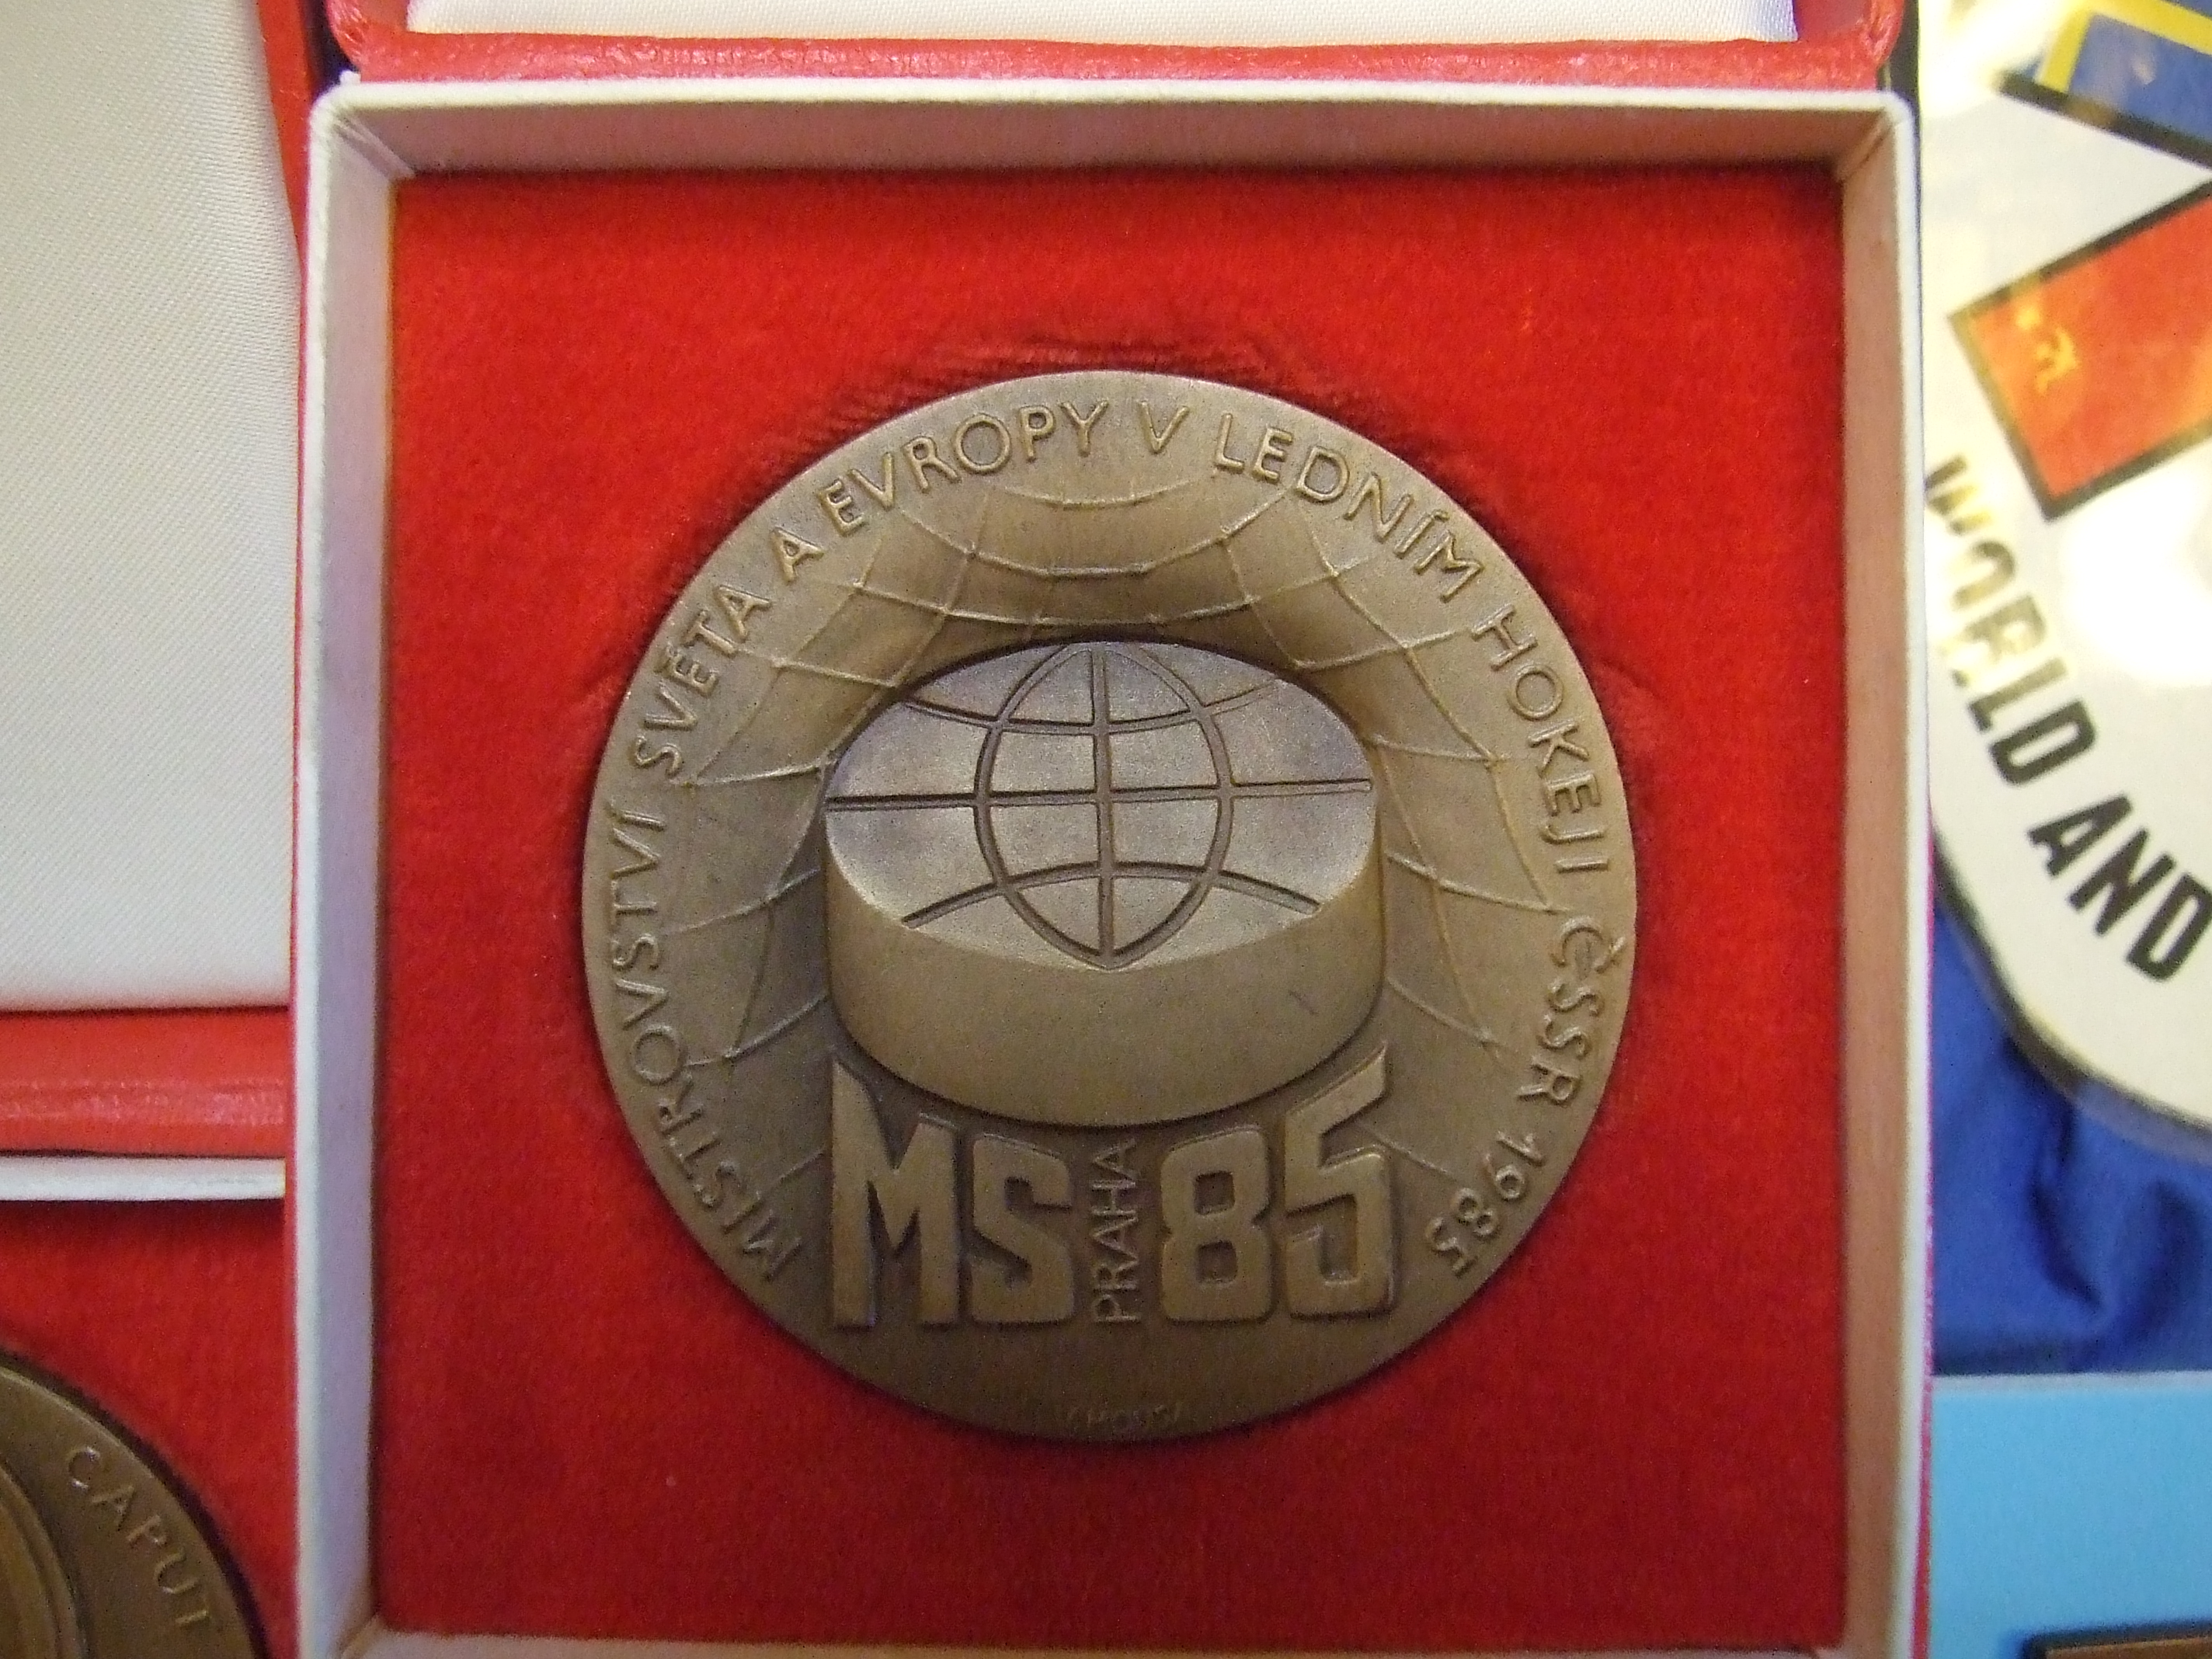 MISTROVSTVÍ SVĚTA A EVROPY V LEDNÍM HOKEJI ČSSR 1985
MS PRAHA 85
WORLD AND
CAPUT